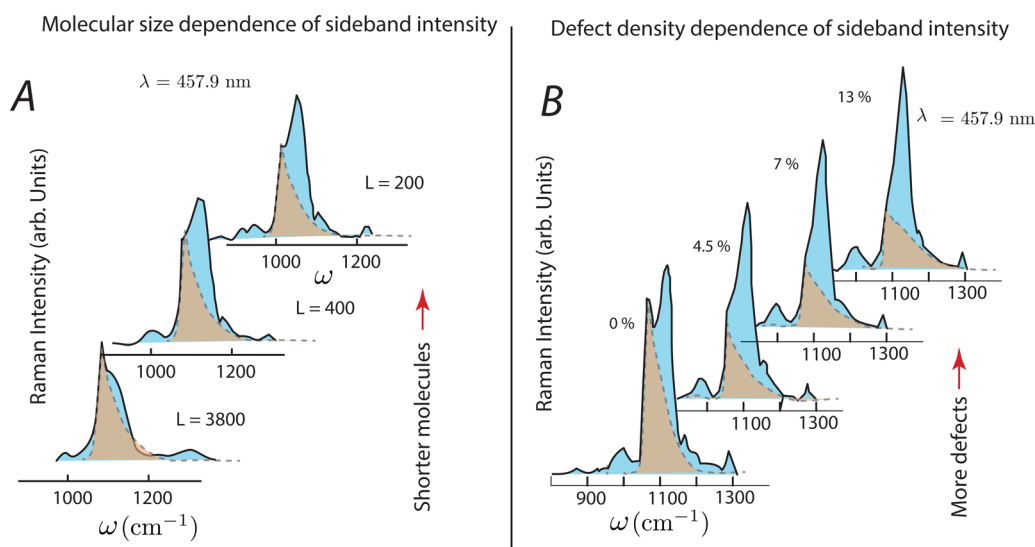 Molecular size dependence of sideband intensity
A
λ = 457.9 nm
Raman Intensity (arb. Units)
L = 200
1000 1200
ω
L = 400
1000 1200
L = 3800
1000 1200
ω (cm⁻¹)
Shorter molecules
Defect density dependence of sideband intensity
B
13 %
λ = 457.9 nm
Raman Intensity (arb. Units)
1100 1300
7 %
1100 1300
4.5 %
1100 1300
0 %
900 1100 1300
ω (cm⁻¹)
More defects